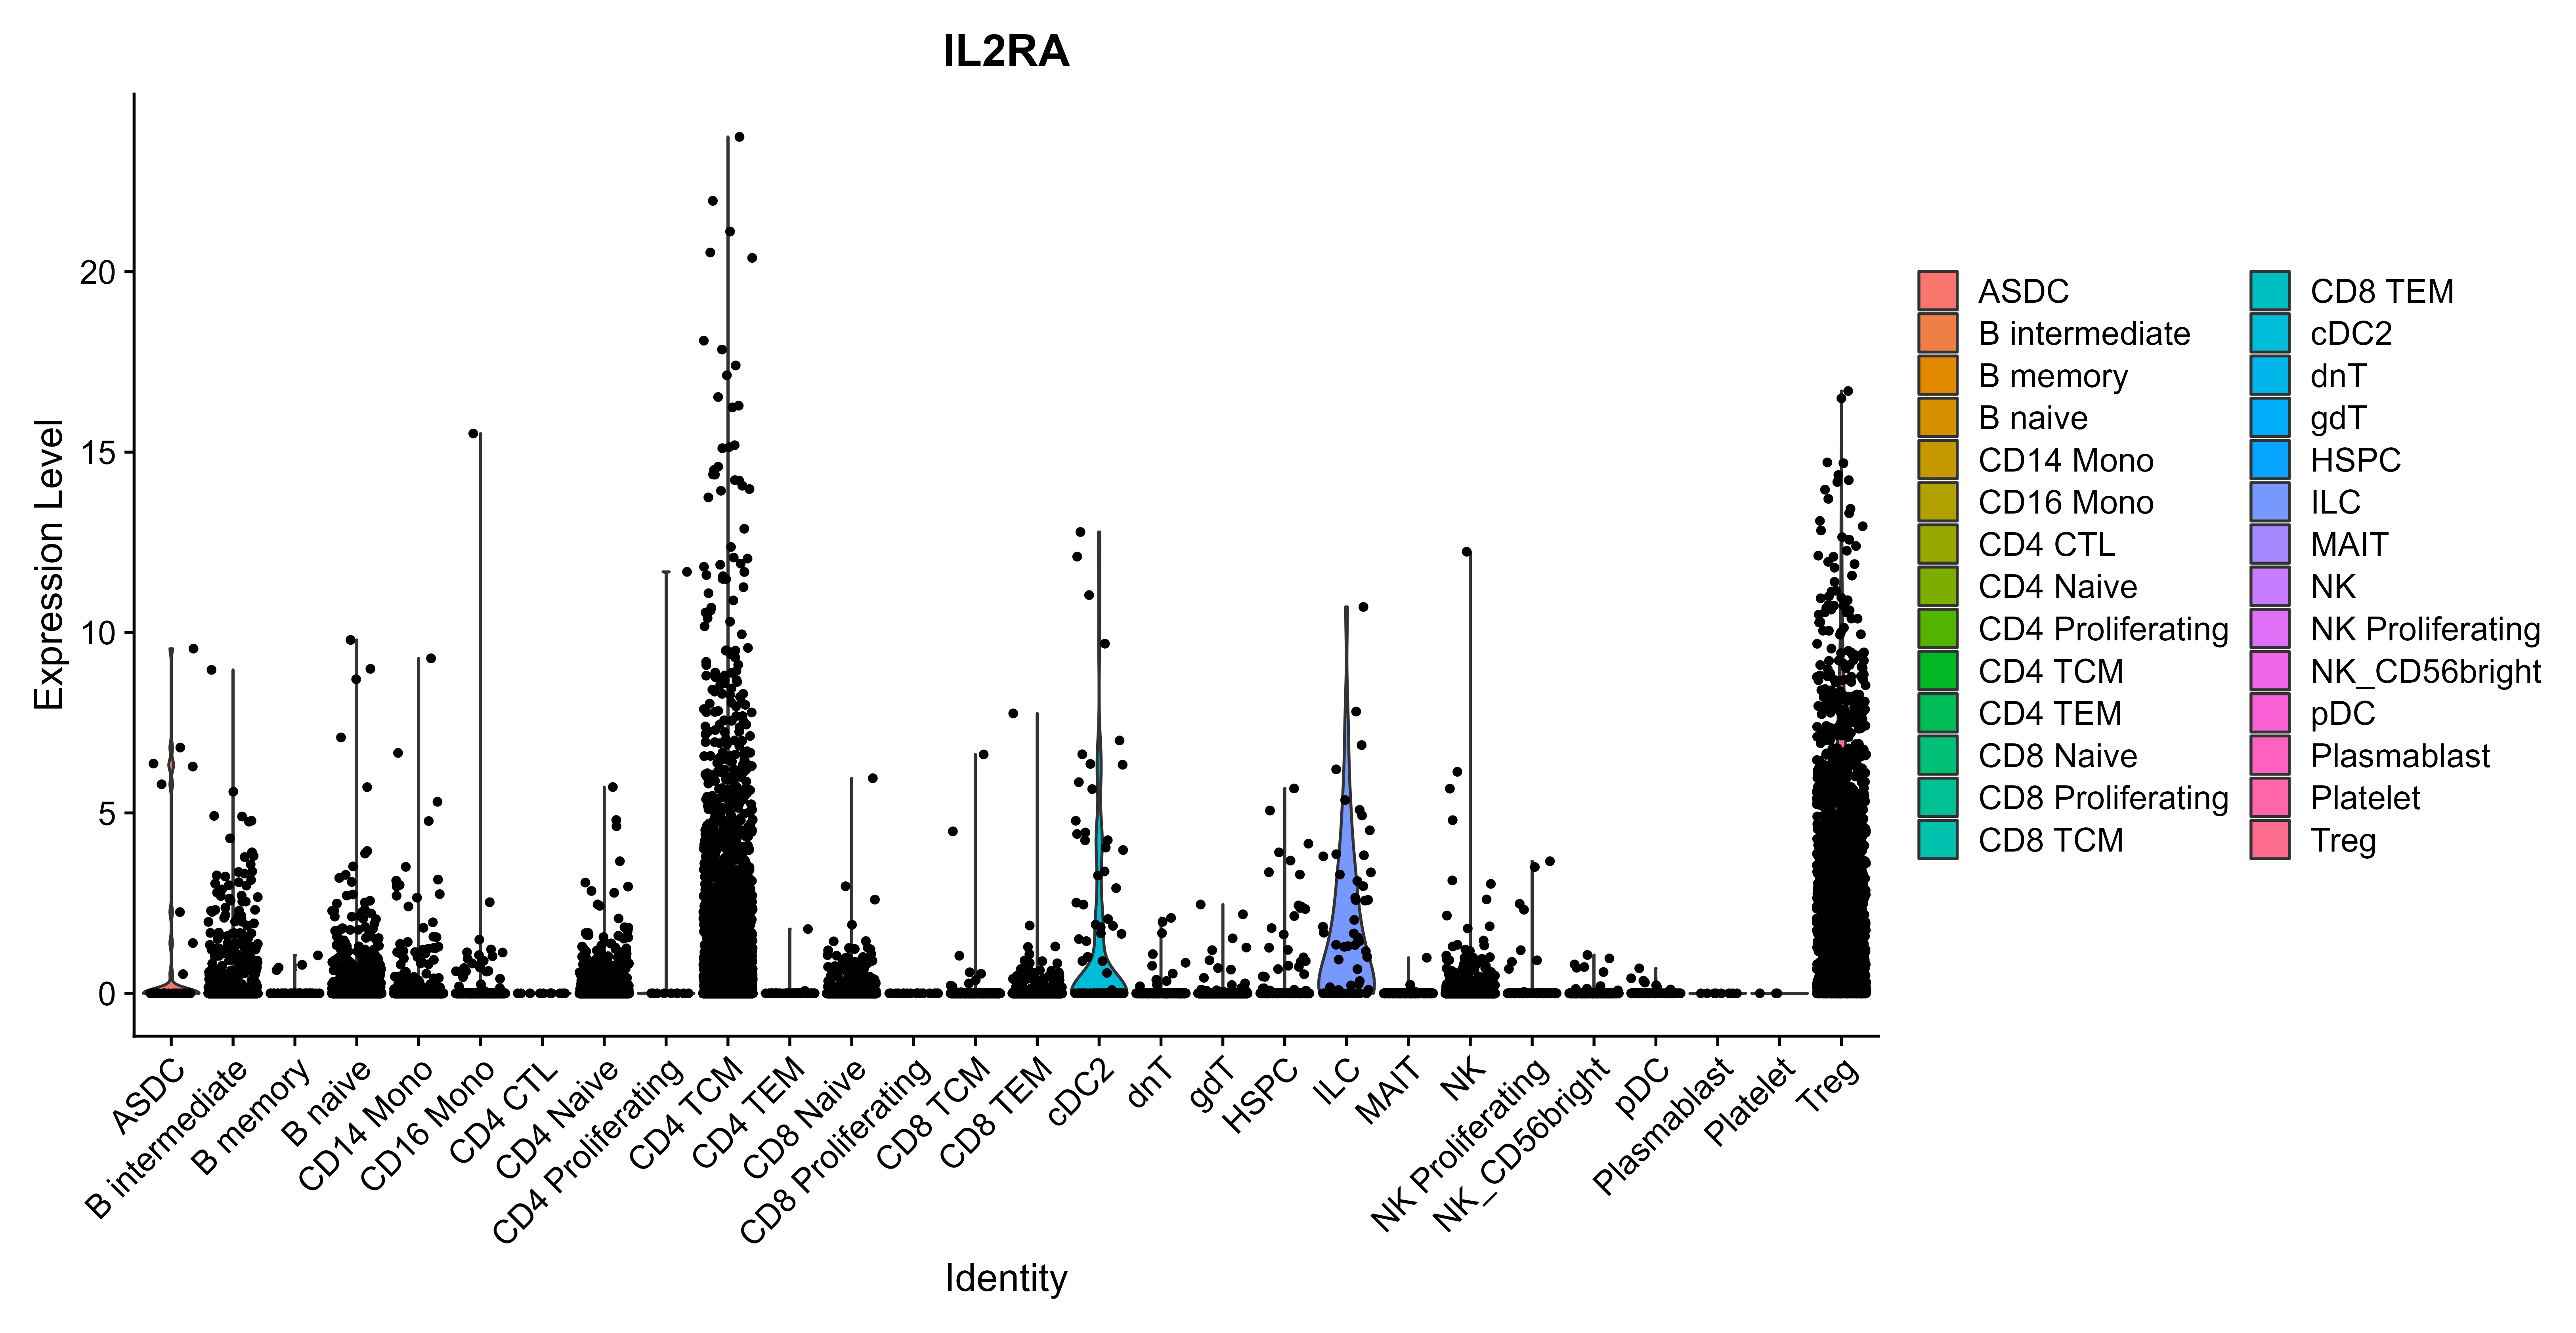 IL2RA
Expression Level
20
15
10
5
0
ASDC
B intermediate
B memory
B naive
CD14 Mono
CD16 Mono
CD4 CTL
CD4 Naive
CD4 Proliferating
CD4 TCM
CD4 TEM
CD8 Naive
CD8 Proliferating
CD8 TCM
CD8 TEM
cDC2
dnT
gdT
HSPC
ILC
MAIT
NK
NK Proliferating
NK_CD56bright
pDC
Plasmablast
Platelet
Treg
Identity
ASDC
B intermediate
B memory
B naive
CD14 Mono
CD16 Mono
CD4 CTL
CD4 Naive
CD4 Proliferating
CD4 TCM
CD4 TEM
CD8 Naive
CD8 Proliferating
CD8 TCM
CD8 TEM
cDC2
dnT
gdT
HSPC
ILC
MAIT
NK
NK Proliferating
NK_CD56bright
pDC
Plasmablast
Platelet
Treg